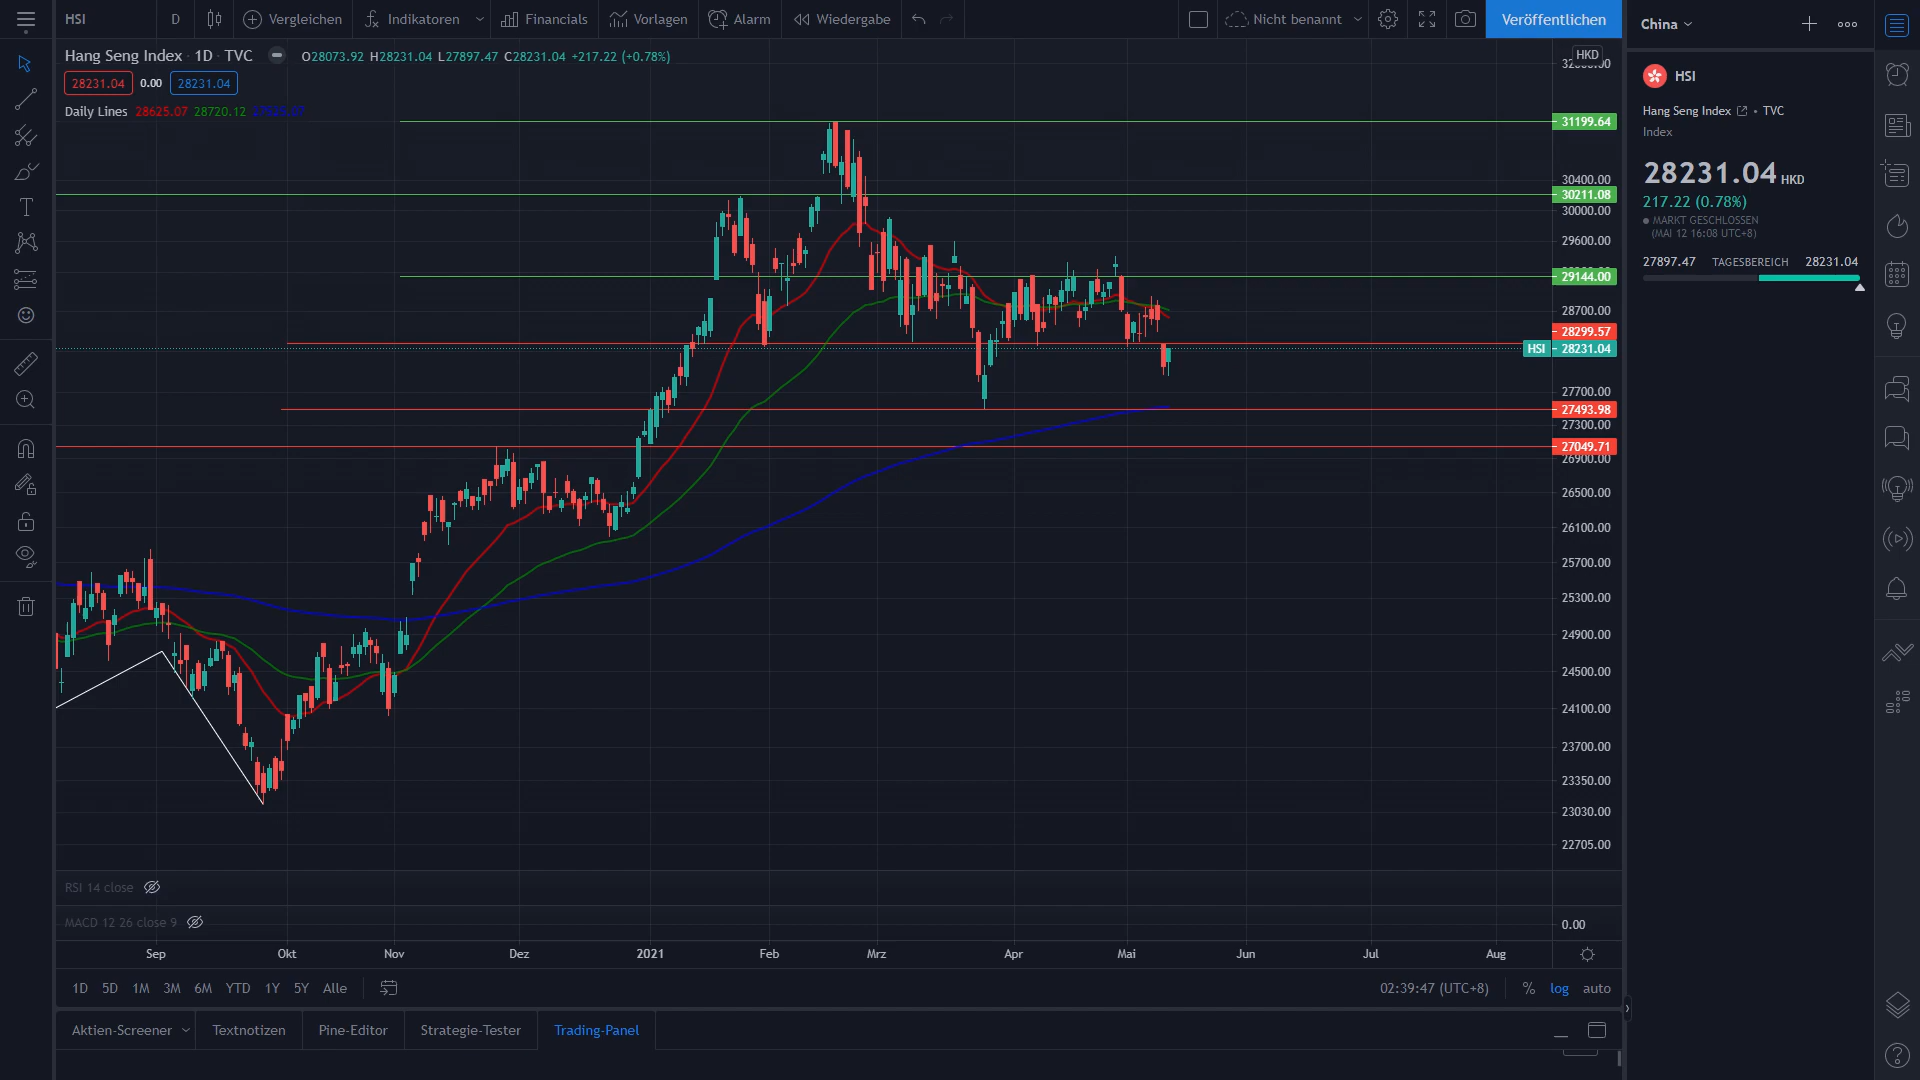 HSI
D
Vergleichen
Indikatoren
Financials
Vorlagen
Alarm
Wiedergabe
Nicht benannt
Veröffentlichen
China
Hang Seng Index · 1D · TVC
O28073.92 H28231.04 L27897.47 C28231.04 +217.22 (+0.78%)
28231.04 0.00 28231.04
Daily Lines 28625.07 28720.12
HKD
31199.64
30400.00
30211.08
30000.00
29600.00
29144.00
28700.00
28299.57
HSI 28231.04
27700.00
27493.98
27300.00
27049.71
26900.00
26500.00
26100.00
25700.00
25300.00
24900.00
24500.00
24100.00
23700.00
23350.00
23030.00
22705.00
HSI
Hang Seng Index • TVC
Index
28231.04 HKD
217.22 (0.78%)
MARKT GESCHLOSSEN
(MAI 12 16:08 UTC+8)
27897.47 TAGESBEREICH 28231.04
RSI 14 close
MACD 12 26 close 9
0.00
Sep Okt Nov Dez 2021 Feb Mrz Apr Mai Jun Jul Aug
1D 5D 1M 3M 6M YTD 1Y 5Y Alle
02:39:47 (UTC+8) % log auto
Aktien-Screener Textnotizen Pine-Editor Strategie-Tester Trading-Panel